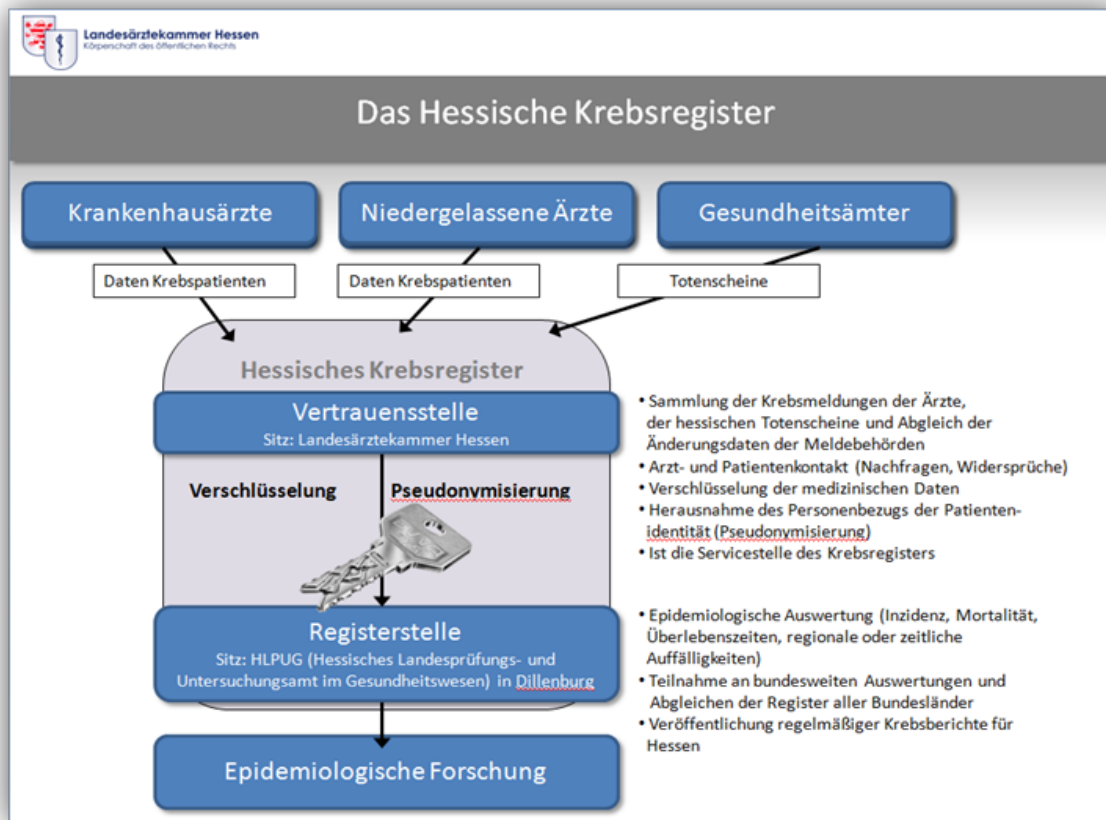 Landesärztekammer Hessen
Körperschaft des öffentlichen Rechts
Das Hessische Krebsregister
Krankenhausärzte
Niedergelassene Ärzte
Gesundheitsämter
Daten Krebspatienten
Daten Krebspatienten
Totenscheine
Hessisches Krebsregister
Vertrauensstelle
Sitz: Landesärztekammer Hessen
• Sammlung der Krebsmeldungen der Ärzte,
der hessischen Totenscheine und Abgleich der
Änderungsdaten der Meldebehörden
• Arzt- und Patientenkontakt (Nachfragen, Widersprüche)
• Verschlüsselung der medizinischen Daten
• Herausnahme des Personenbezugs der Patienten-
identität (Pseudonymisierung)
• Ist die Servicestelle des Krebsregisters
Verschlüsselung
Pseudonymisierung
Registerstelle
Sitz: HLPUG (Hessisches Landesprüfungs- und
Untersuchungsamt im Gesundheitswesen) in Dillenburg
• Epidemiologische Auswertung (Inzidenz, Mortalität,
Überlebenszeiten, regionale oder zeitliche
Auffälligkeiten)
• Teilnahme an bundesweiten Auswertungen und
Abgleichen der Register aller Bundesländer
• Veröffentlichung regelmäßiger Krebsberichte für
Hessen
Epidemiologische Forschung